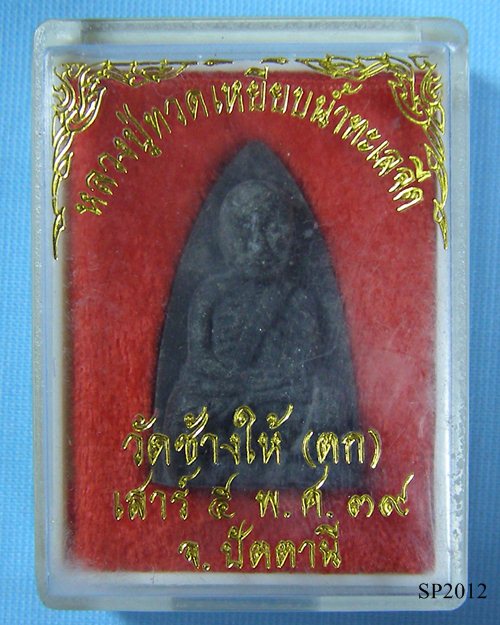 หลวงปู่ทวดเหยียบน้ำทะเลจืด
วัดช้างให้ (ตก)
เสาร์ ๕ พ.ศ. ๓๙
จ. ปัตตานี
SP2012